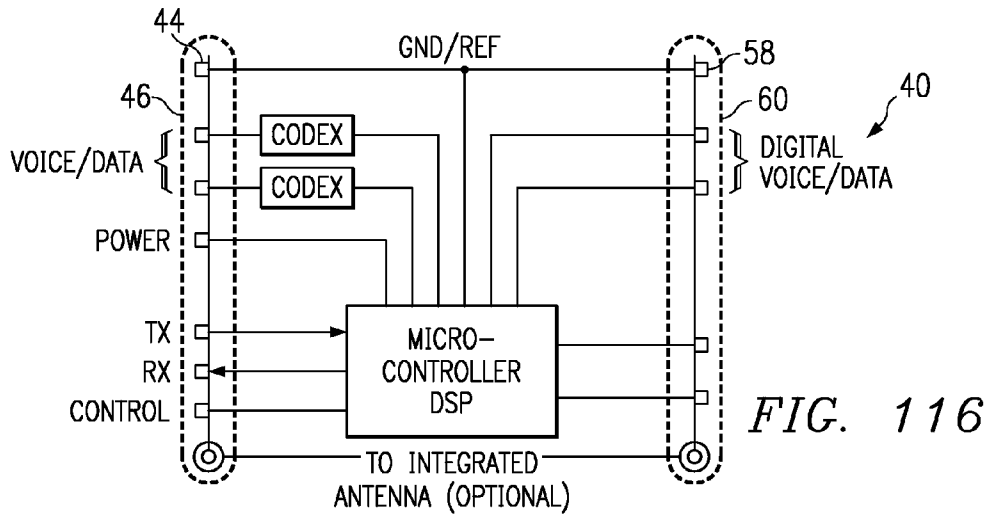 44
GND/REF
58
46
60
40
CODEX
VOICE/DATA
CODEX
DIGITAL
VOICE/DATA
POWER
TX
RX
CONTROL
MICRO-
CONTROLLER
DSP
FIG. 116
TO INTEGRATED
ANTENNA (OPTIONAL)